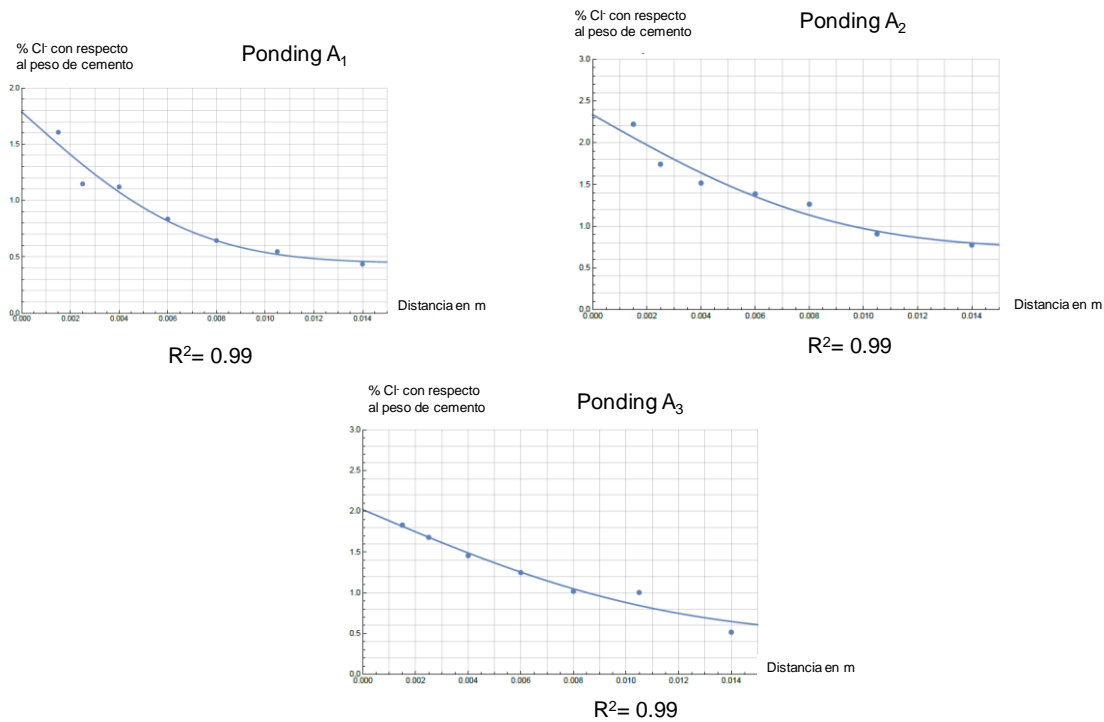 % Cl- con respecto
al peso de cemento
Ponding A1
2.0
1.5
1.0
0.5
0.0
0.000 0.002 0.004 0.006 0.008 0.010 0.012 0.014
Distancia en m
R2= 0.99
% Cl- con respecto
al peso de cemento
Ponding A2
3.0
2.5
2.0
1.5
1.0
0.5
0.0
0.000 0.002 0.004 0.006 0.008 0.010 0.012 0.014
Distancia en m
R2= 0.99
% Cl- con respecto
al peso de cemento
Ponding A3
3.0
2.5
2.0
1.5
1.0
0.5
0.0
0.000 0.002 0.004 0.006 0.008 0.010 0.012 0.014
Distancia en m
R2= 0.99